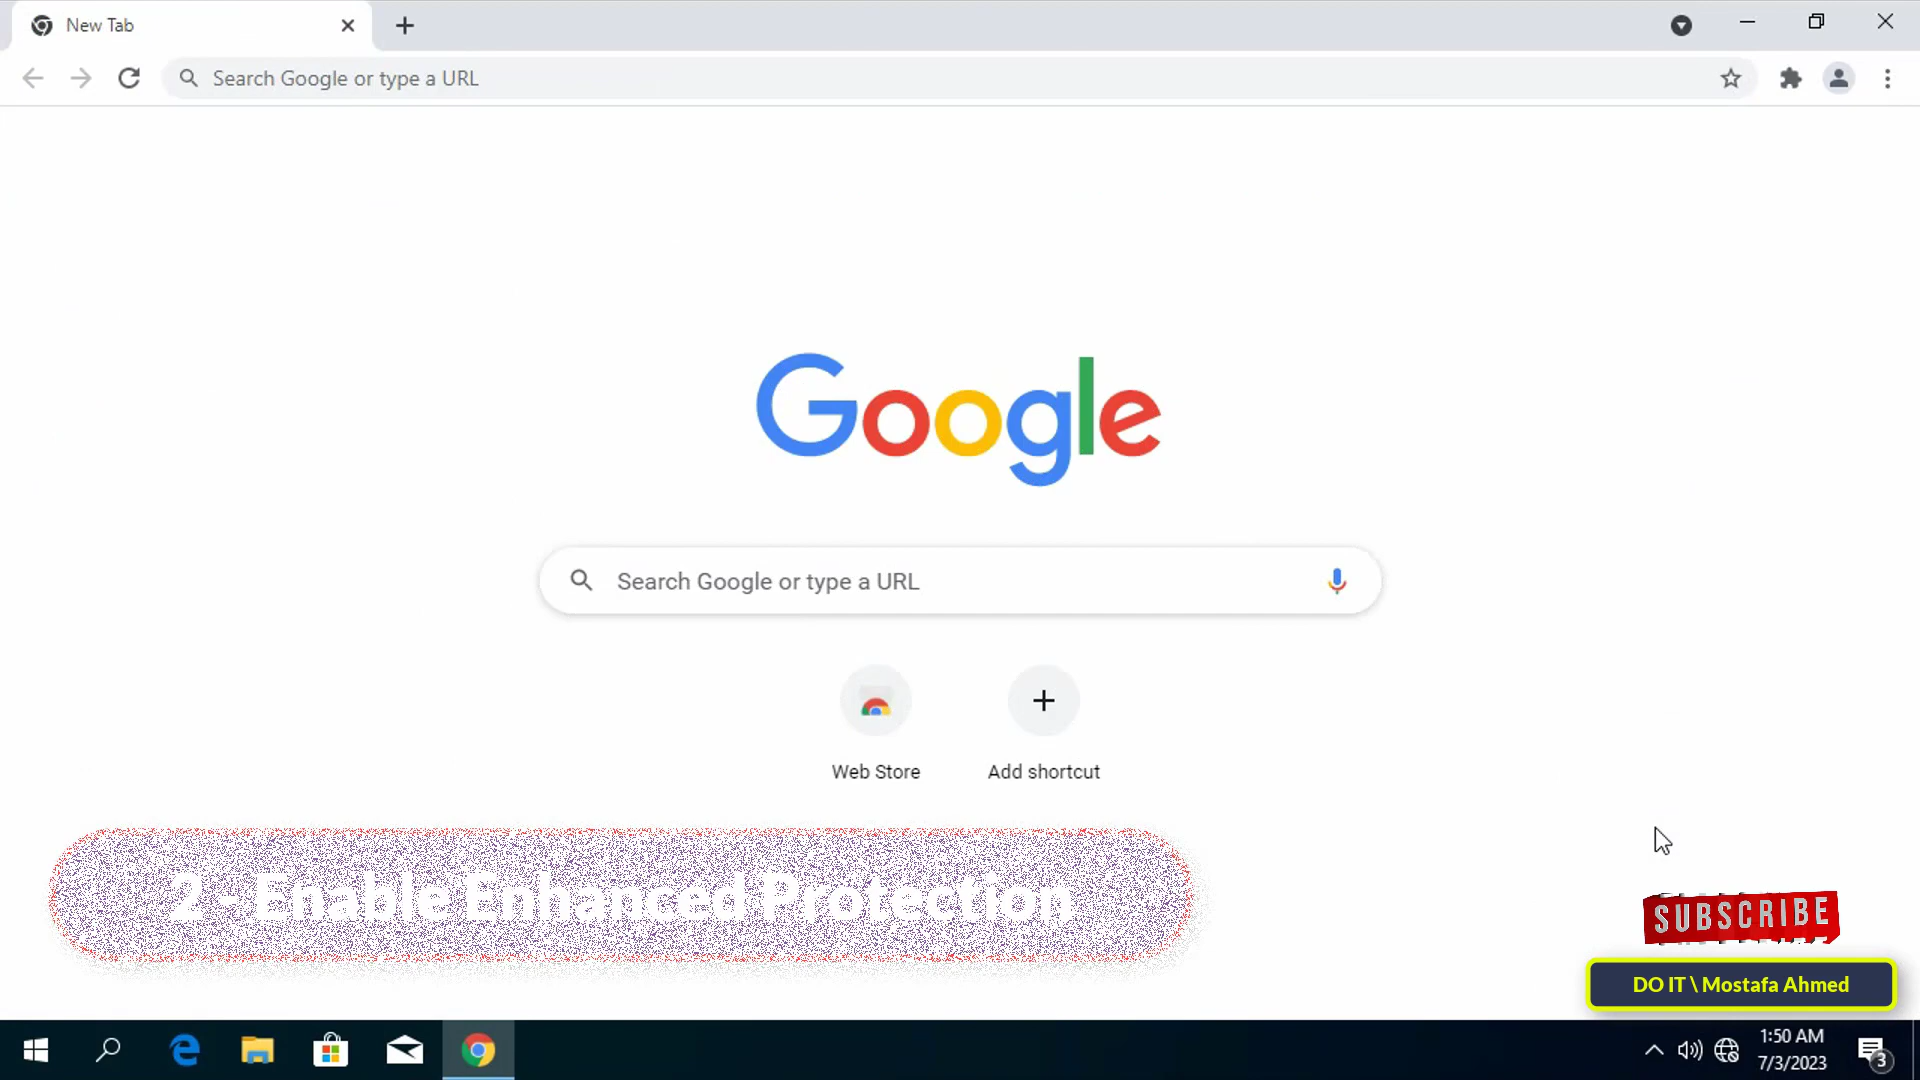 New Tab
Search Google or type a URL
Google
Search Google or type a URL
Web Store
Add shortcut
2 - Enable Enhanced Protection
SUBSCRIBE
DO IT \ Mostafa Ahmed
1:50 AM
7/3/2023
3